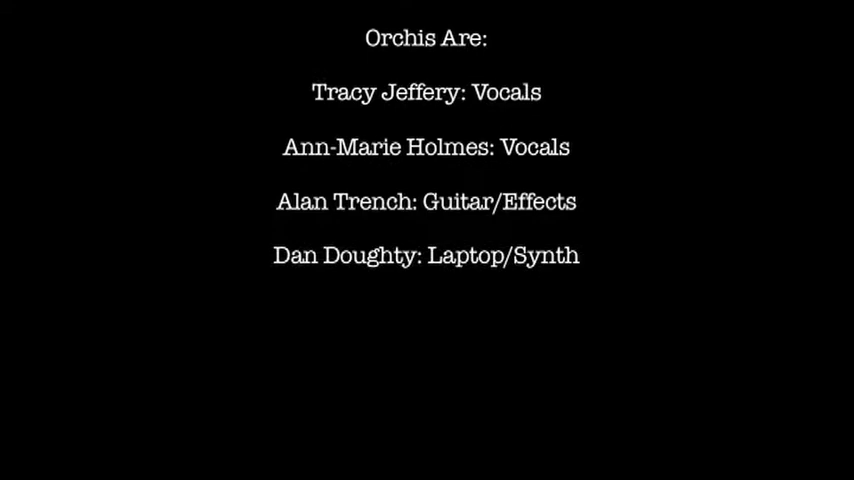 Orchis Are:
Tracy Jeffery: Vocals
Ann-Marie Holmes: Vocals
Alan Trench: Guitar/Effects
Dan Doughty: Laptop/Synth